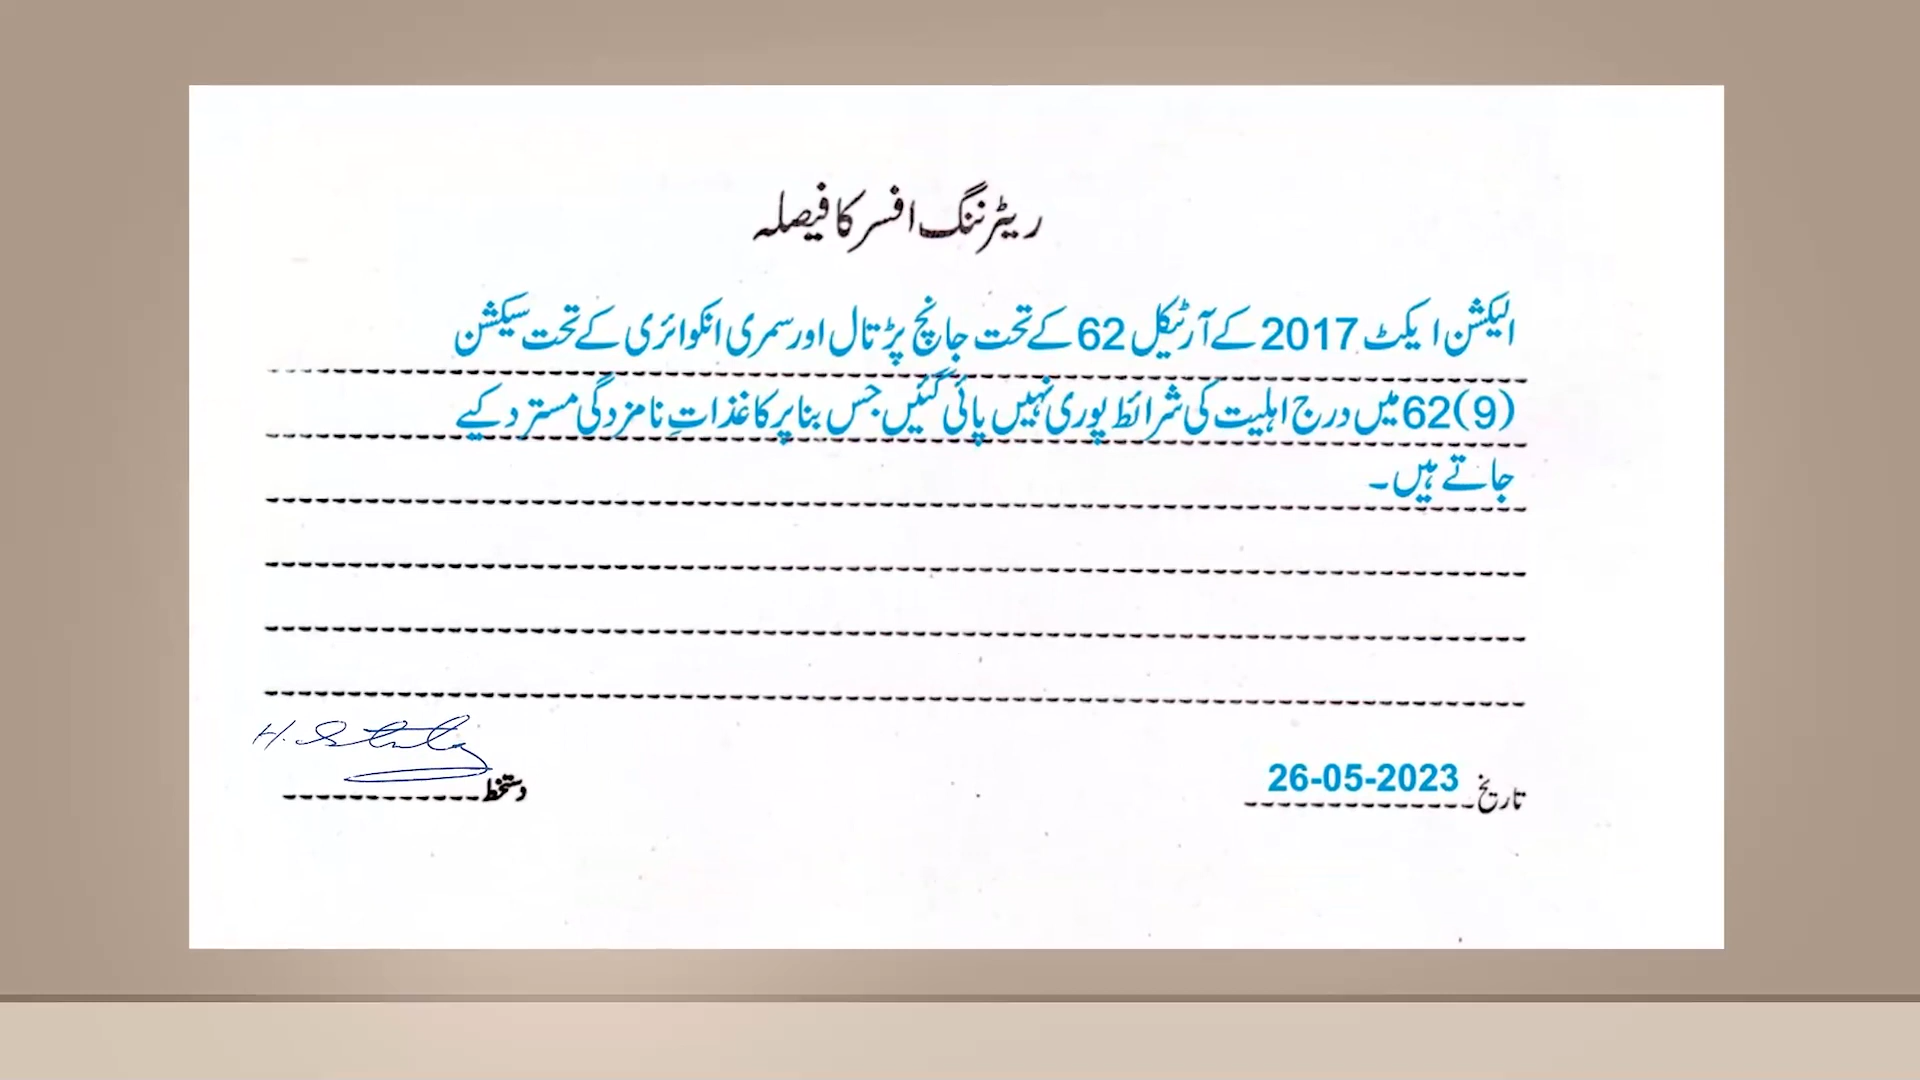 ریٹرننگ افسر کا فیصلہ
الیکشن ایکٹ 2017 کے آرٹیکل 62 کے تحت جانچ پڑتال اور سمری انکوائری کے تحت سیکشن
62(9) میں درج اہلیت کی شرائط پوری نہیں پائی گئیں جس بنا پر کاغذاتِ نامزدگی مسترد کیے
جاتے ہیں۔
تاریخ 26-05-2023
دستخط